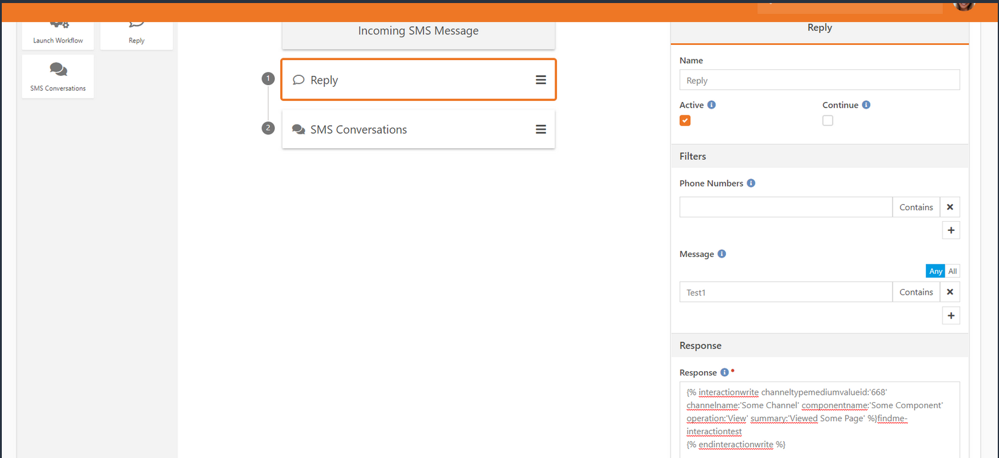 Launch Workflow
Reply
SMS Conversations
Incoming SMS Message
1
Reply
2
SMS Conversations
Reply
Name
Reply
Active
Continue
Filters
Phone Numbers
Contains
Message
Any All
Test1
Contains
Response
Response
{% interactionwrite channeltypemediumvalueid:'668'
channelname:'Some Channel' componentname:'Some Component'
operation:'View' summary:'Viewed Some Page' %}findme-
interactiontest
{% endinteractionwrite %}